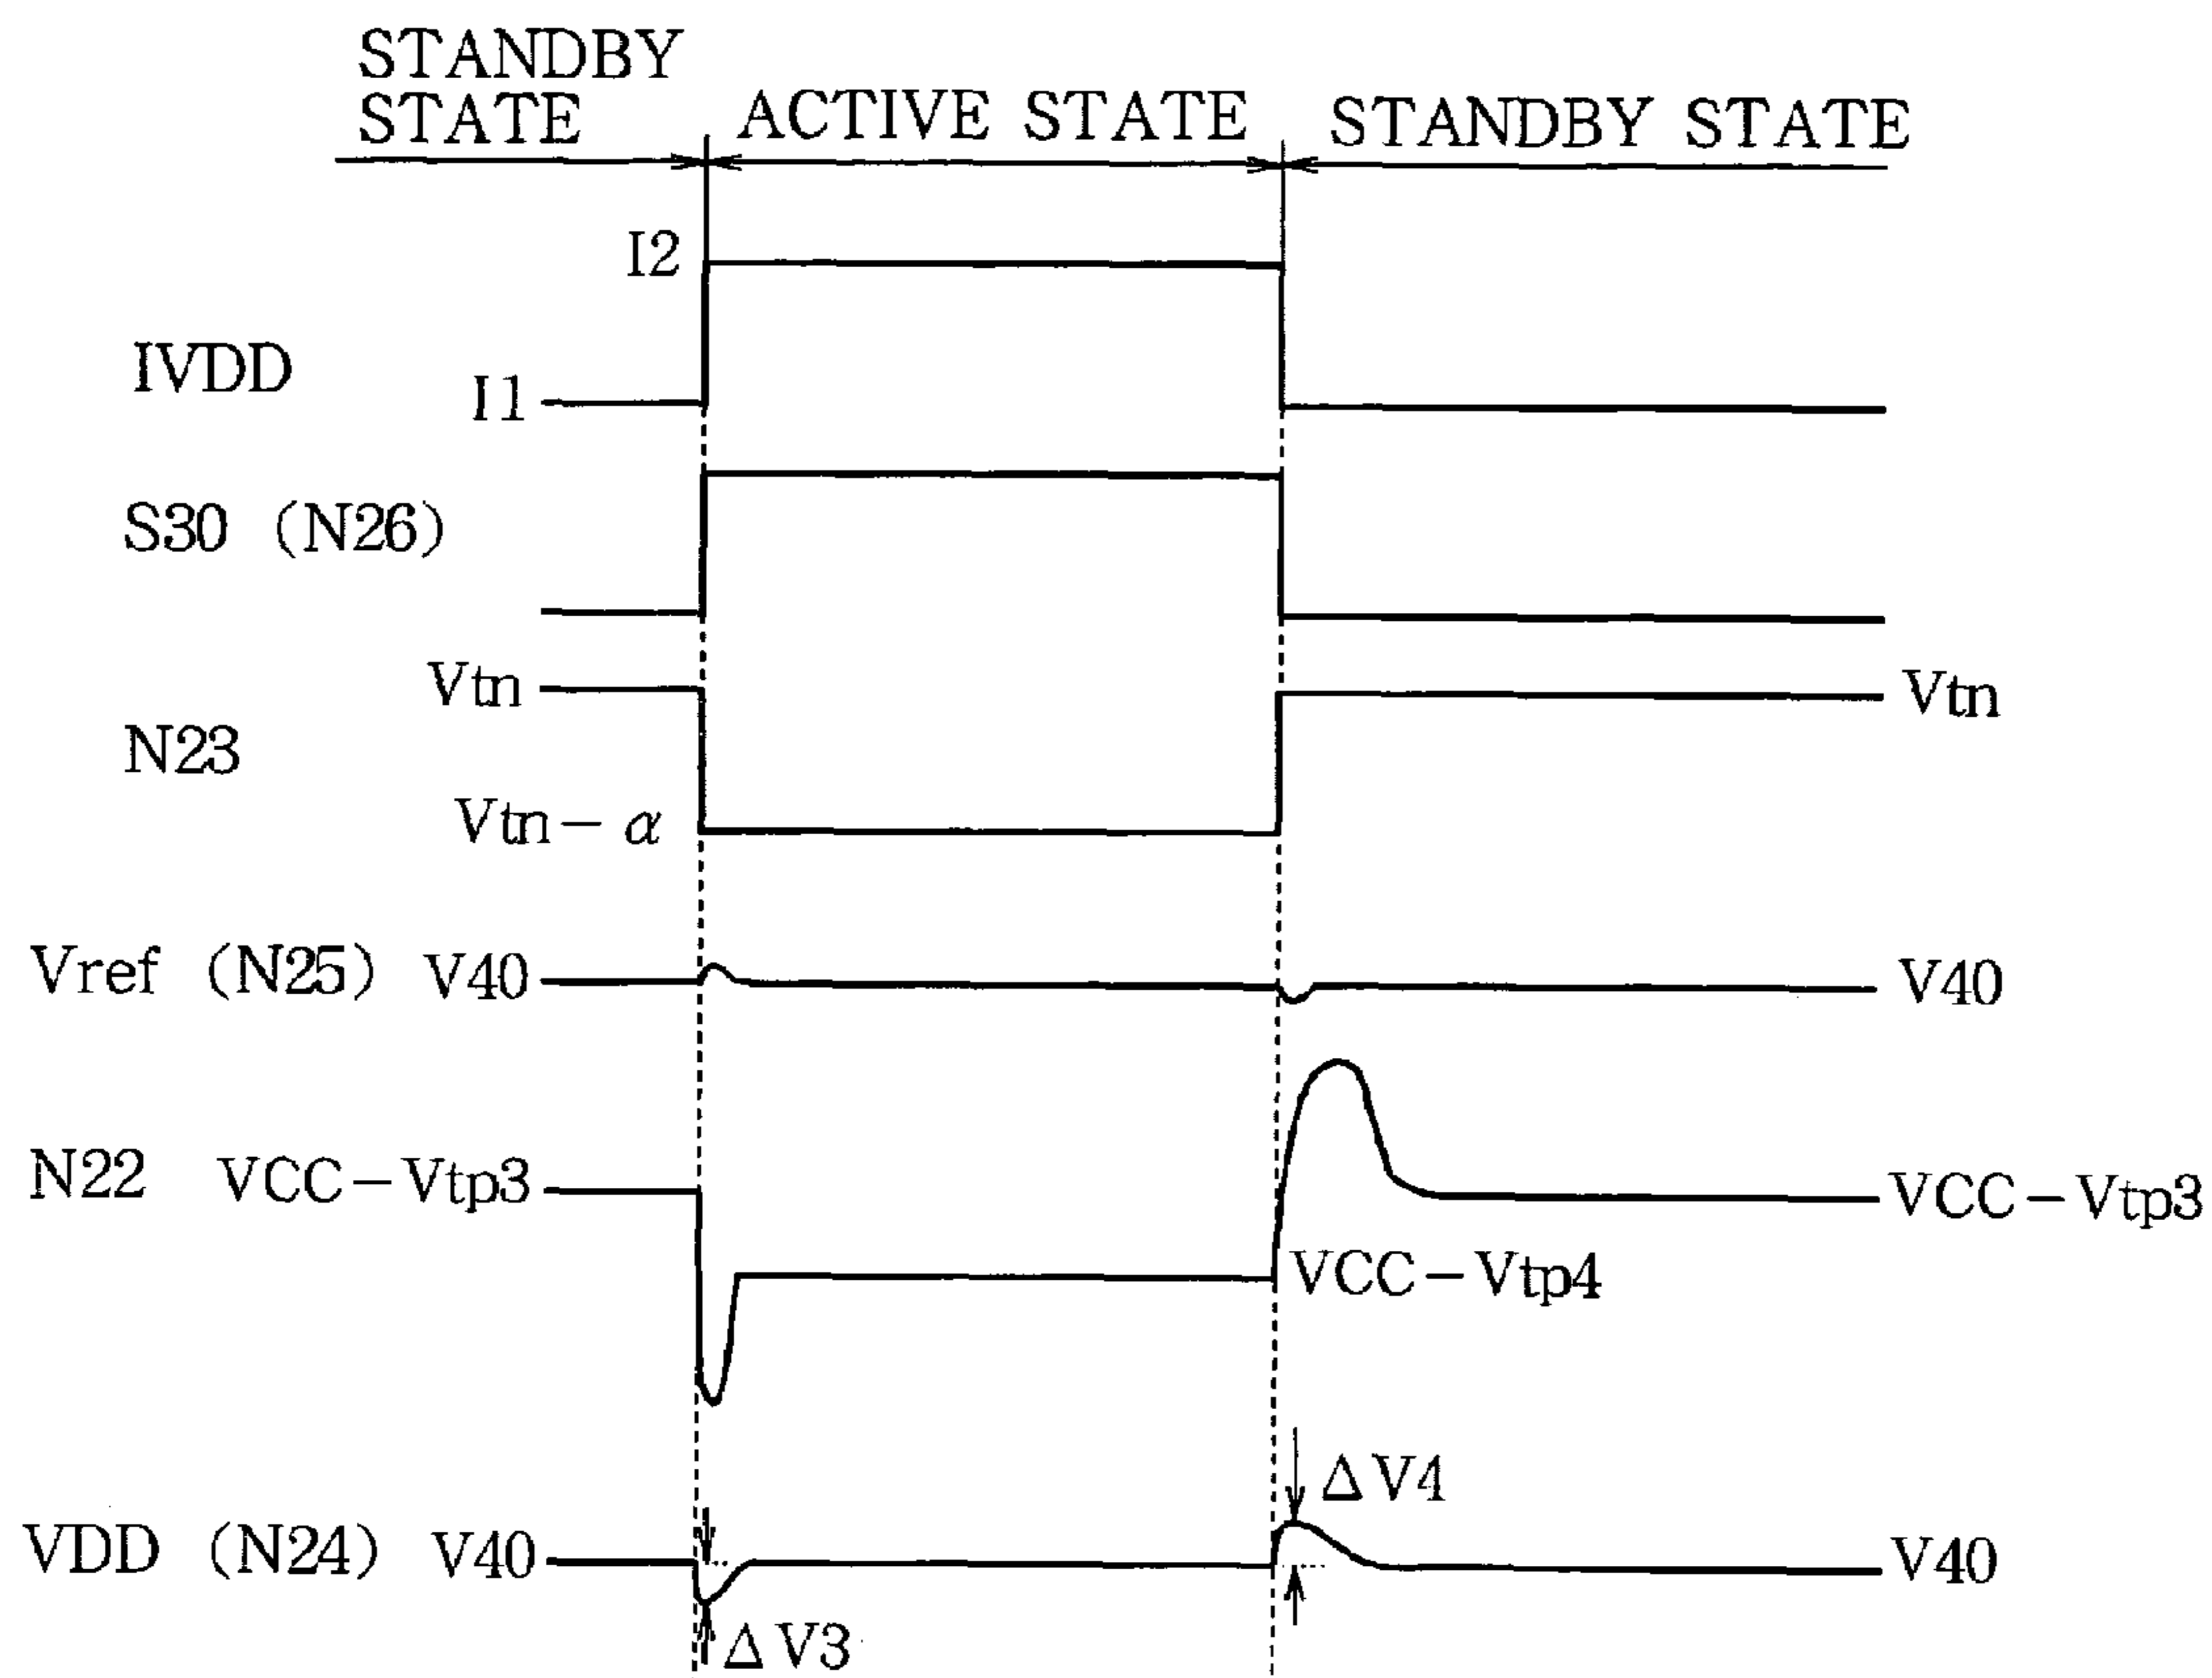 STANDBY
STATE
ACTIVE STATE
STANDBY STATE
I2
IVDD
I1
S30 (N26)
Vtn
Vtn
N23
Vtn－α
Vref (N25) V40
V40
N22 VCC－Vtp3
VCC－Vtp3
VCC－Vtp4
ΔV4
VDD (N24) V40
V40
ΔV3